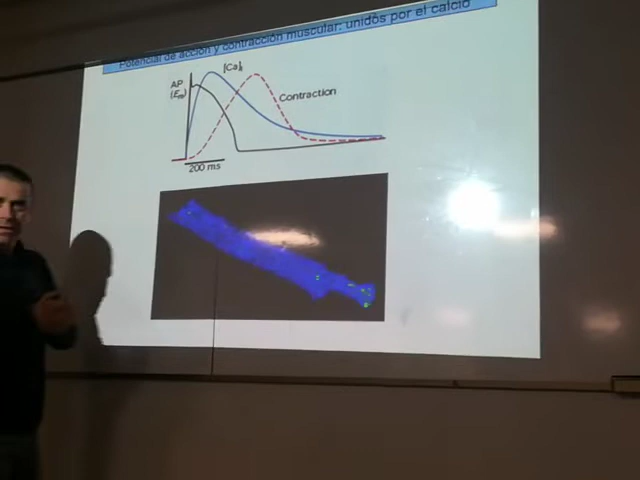 Potencial de acción y contracción muscular: unidos por el calcio
[Ca]i
AP
(Em)
Contraction
200 ms